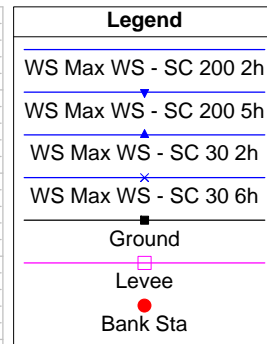 Legend
WS Max WS - SC 200 2h
WS Max WS - SC 200 5h
WS Max WS - SC 30 2h
WS Max WS - SC 30 6h
Ground
Levee
Bank Sta